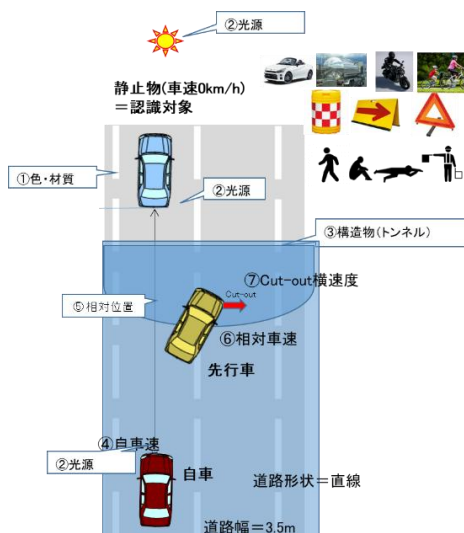 ②光源
静止物(車速0km/h)
＝認識対象
①色・材質
②光源
③構造物(トンネル)
⑦Cut-out横速度
Cut-out
⑤相対位置
⑥相対車速
先行車
④自車速
②光源
自車
道路形状＝直線
道路幅＝3.5m